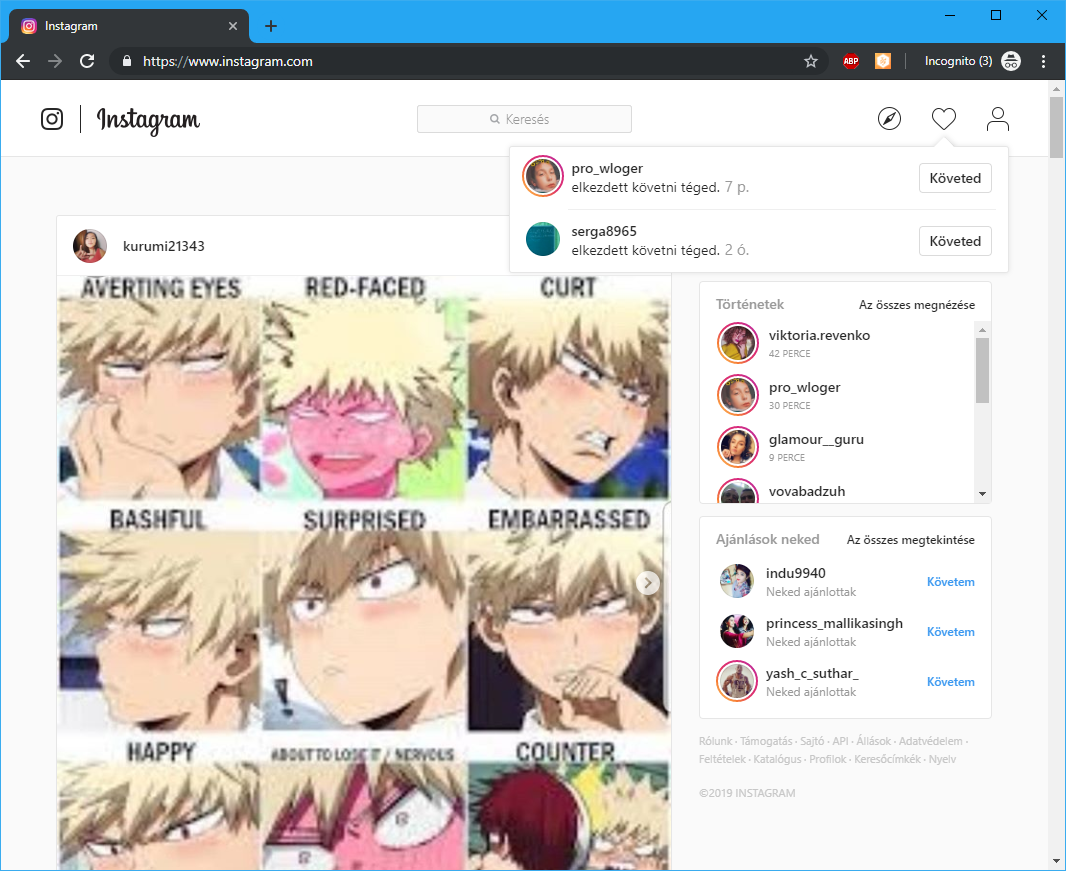 Instagram
https://www.instagram.com
ABP
Incognito (3)
Instagram
Keresés
pro_wloger
elkezdett követni téged. 7 p.
Követed
serga8965
elkezdett követni téged. 2 ó.
Követed
kurumi21343
AVERTING EYES
RED-FACED
CURT
BASHFUL
SURPRISED
EMBARRASSED
HAPPY
ABOUT TO LOSE IT / NERVOUS
COUNTER
Történetek
Az összes megnézése
viktoria.revenko
42 PERCE
pro_wloger
30 PERCE
glamour__guru
9 PERCE
vovabadzuh
Ajánlások neked
Az összes megtekintése
indu9940
Neked ajánlottak
Követem
princess_mallikasingh
Neked ajánlottak
Követem
yash_c_suthar_
Neked ajánlottak
Követem
Rólunk · Támogatás · Sajtó · API · Állások · Adatvédelem ·
Feltételek · Katalógus · Profilok · Keresőcímkék · Nyelv
©2019 INSTAGRAM